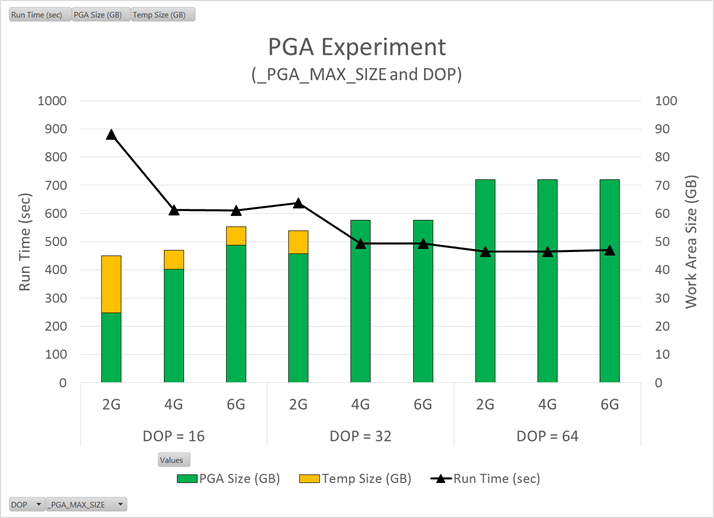 Run Time (sec) PGA Size (GB) Temp Size (GB)
PGA Experiment
(_PGA_MAX_SIZE and DOP)
Run Time (sec)
1000
900
800
700
600
500
400
300
200
100
0
Work Area Size (GB)
100
90
80
70
60
50
40
30
20
10
0
2G 4G 6G 2G 4G 6G 2G 4G 6G
DOP = 16 DOP = 32 DOP = 64
Values
PGA Size (GB) Temp Size (GB) Run Time (sec)
DOP _PGA_MAX_SIZE